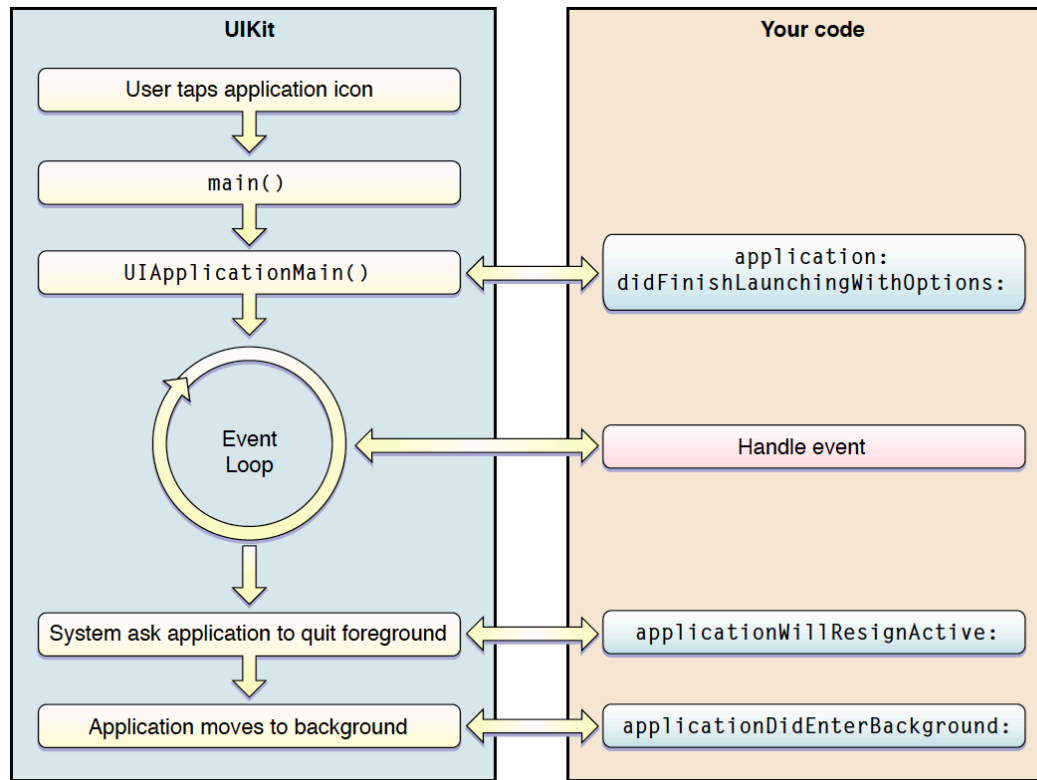 UIKit
Your code
User taps application icon
main()
UIApplicationMain()
application:
didFinishLaunchingWithOptions:
Event
Loop
Handle event
System ask application to quit foreground
applicationWillResignActive:
Application moves to background
applicationDidEnterBackground: